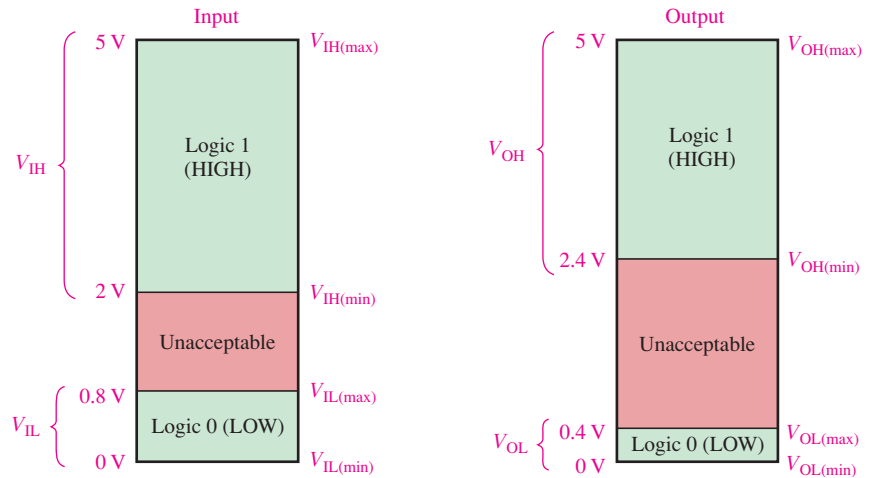 Input
5 V
V_IH(max)
Logic 1
(HIGH)
V_IH
2 V
V_IH(min)
Unacceptable
0.8 V
V_IL(max)
V_IL
Logic 0 (LOW)
0 V
V_IL(min)
Output
5 V
V_OH(max)
Logic 1
(HIGH)
V_OH
2.4 V
V_OH(min)
Unacceptable
0.4 V
V_OL(max)
V_OL
Logic 0 (LOW)
0 V
V_OL(min)